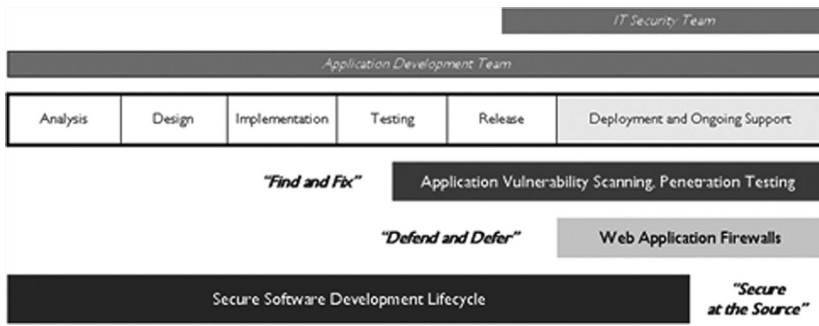 IT Security Team
Application Development Team
Analysis
Design
Implementation
Testing
Release
Deployment and Ongoing Support
“Find and Fix”
Application Vulnerability Scanning, Penetration Testing
“Defend and Defer”
Web Application Firewalls
Secure Software Development Lifecycle
“Secure
at the Source”